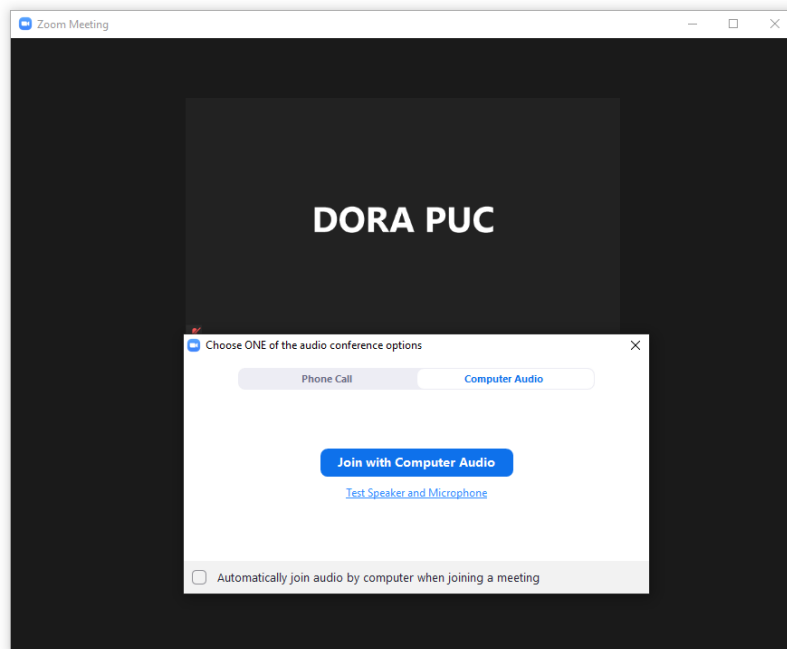 Zoom Meeting
DORA PUC
Choose ONE of the audio conference options
Phone Call
Computer Audio
Join with Computer Audio
Test Speaker and Microphone
Automatically join audio by computer when joining a meeting